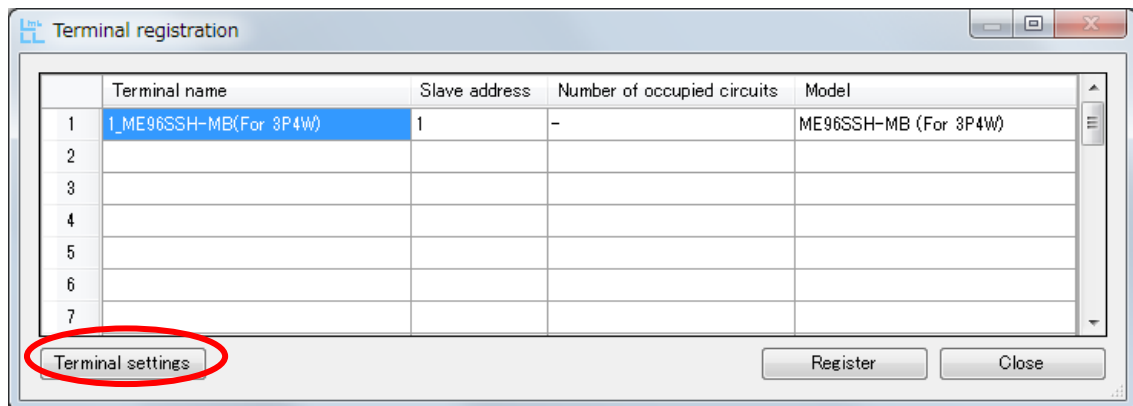 Terminal registration
Terminal name Slave address Number of occupied circuits Model
1 1_ME96SSH-MB(For 3P4W) 1 - ME96SSH-MB (For 3P4W)
2
3
4
5
6
7
Terminal settings Register Close